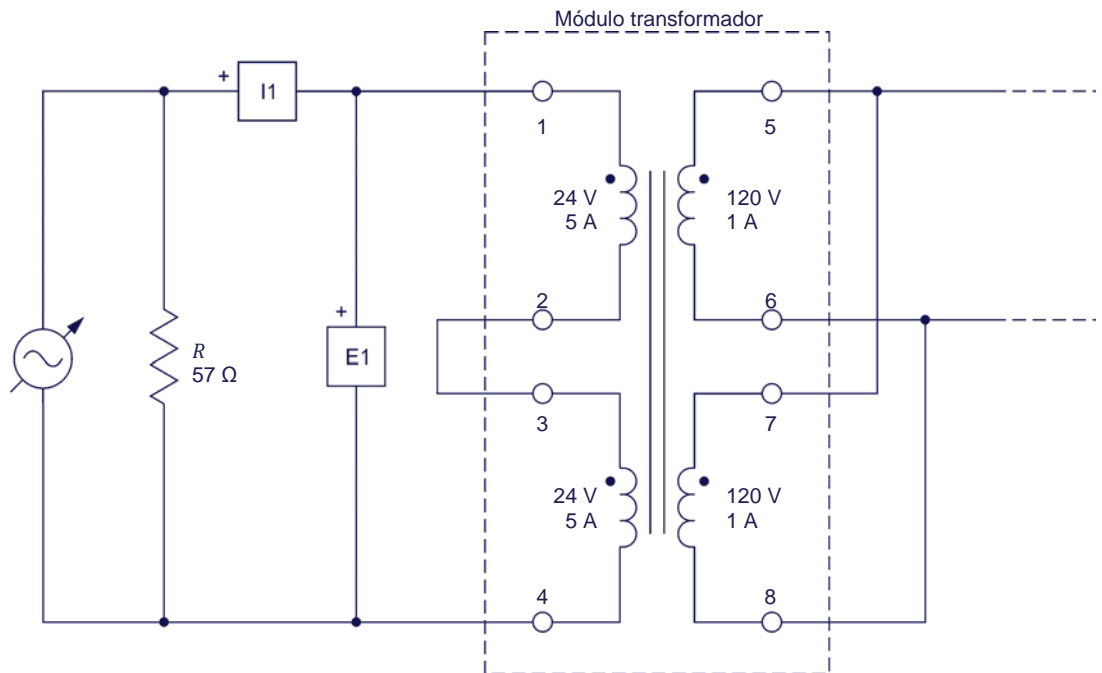 Módulo transformador
+
I1
1
5
24 V
5 A
120 V
1 A
2
6
+
E1
R
57 Ω
3
7
24 V
5 A
120 V
1 A
4
8